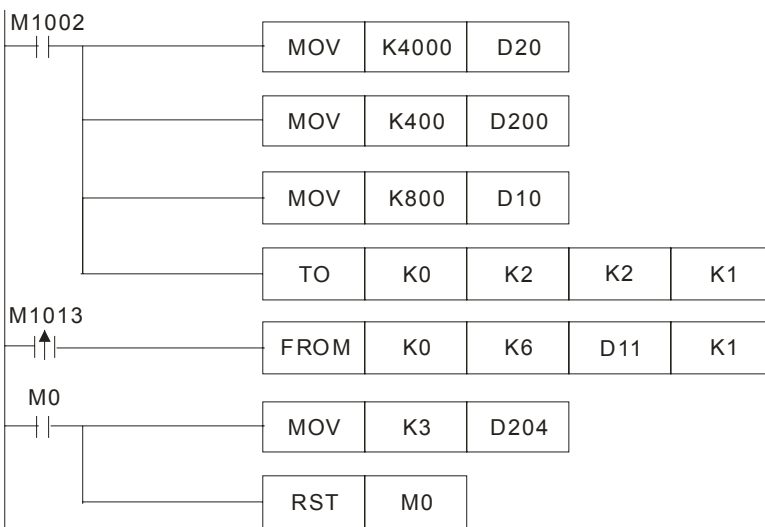 M1002
MOV K4000 D20
MOV K400 D200
MOV K800 D10
TO K0 K2 K2 K1
M1013
FROM K0 K6 D11 K1
M0
MOV K3 D204
RST M0